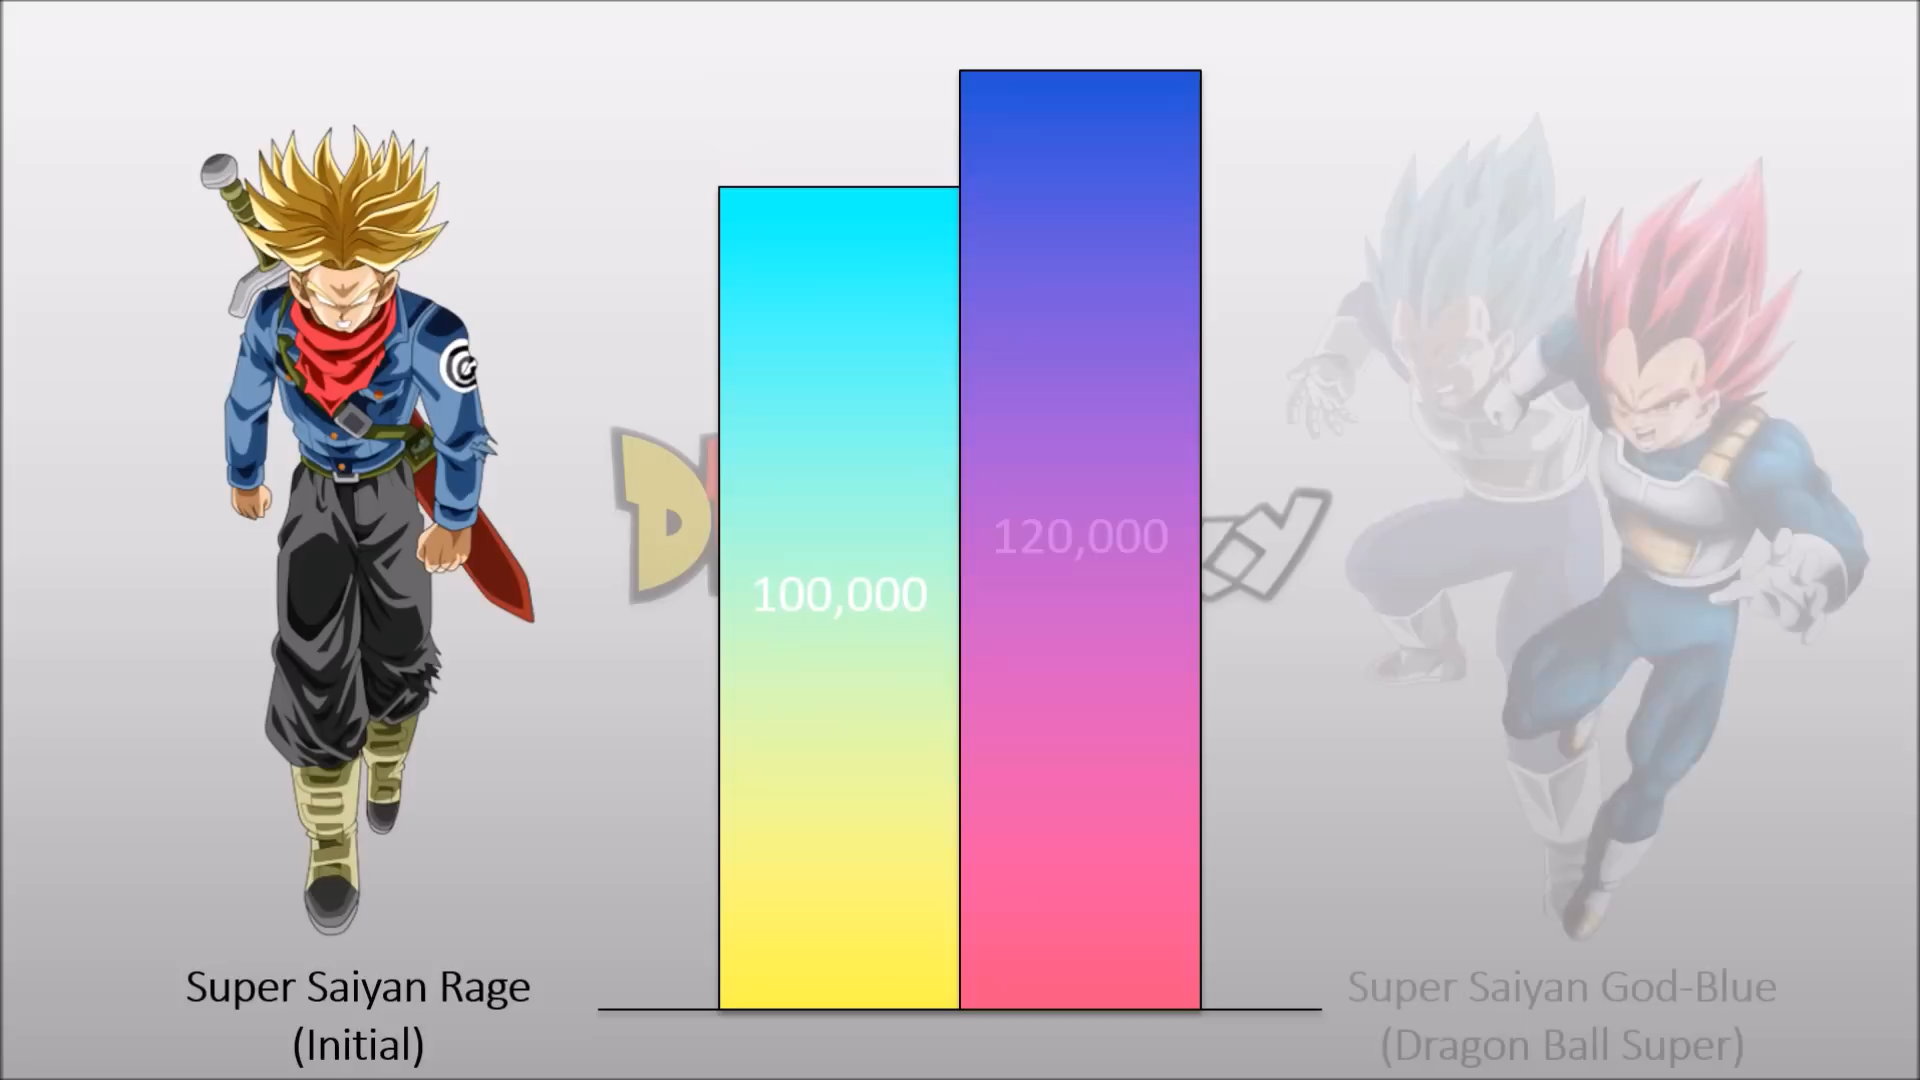 100,000
120,000
D
Super Saiyan Rage
(Initial)
Super Saiyan God-Blue
(Dragon Ball Super)